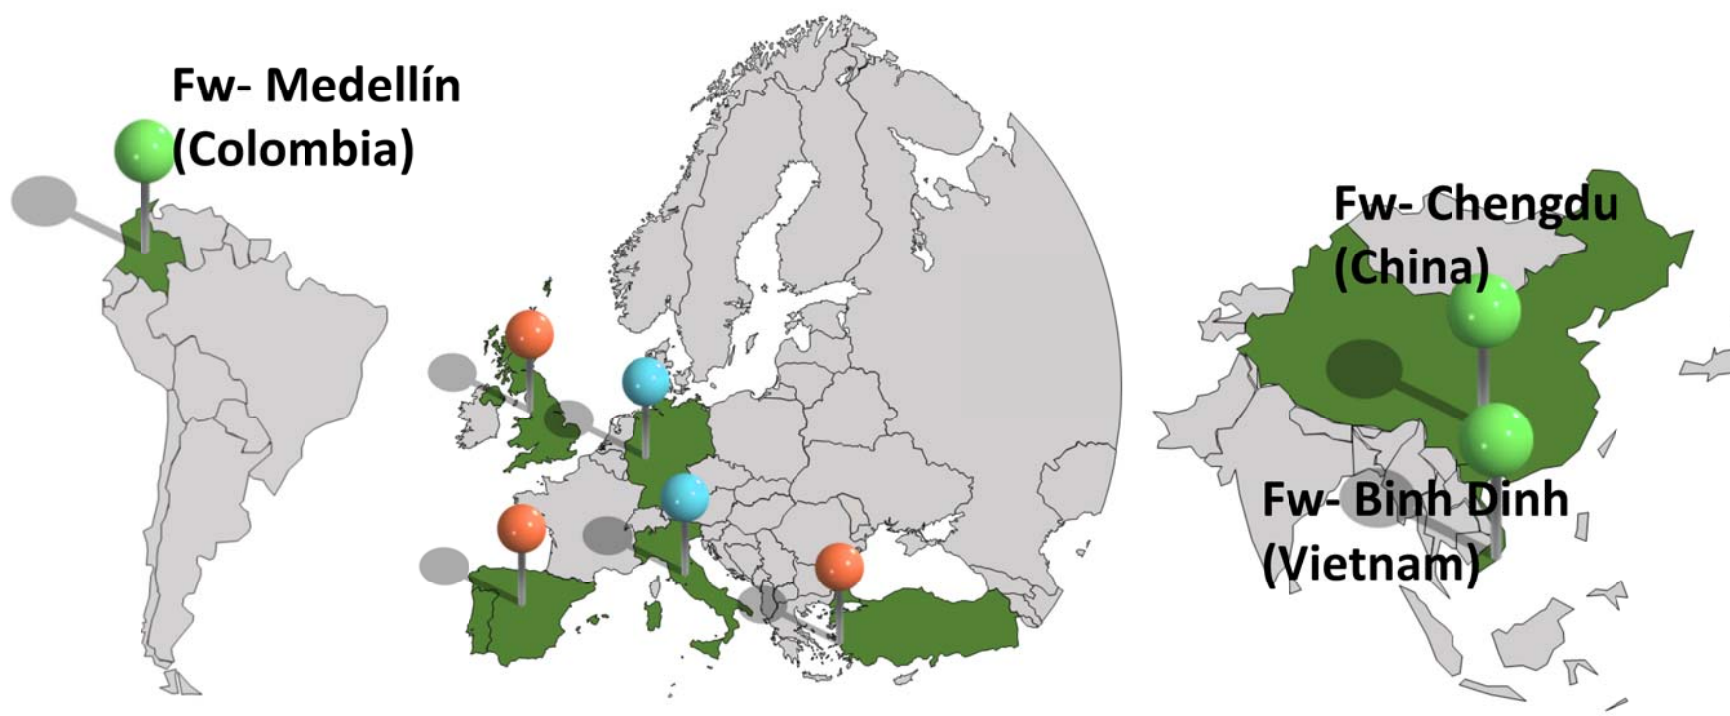 Fw- Medellín
(Colombia)
Fw- Chengdu
(China)
Fw- Binh Dinh
(Vietnam)